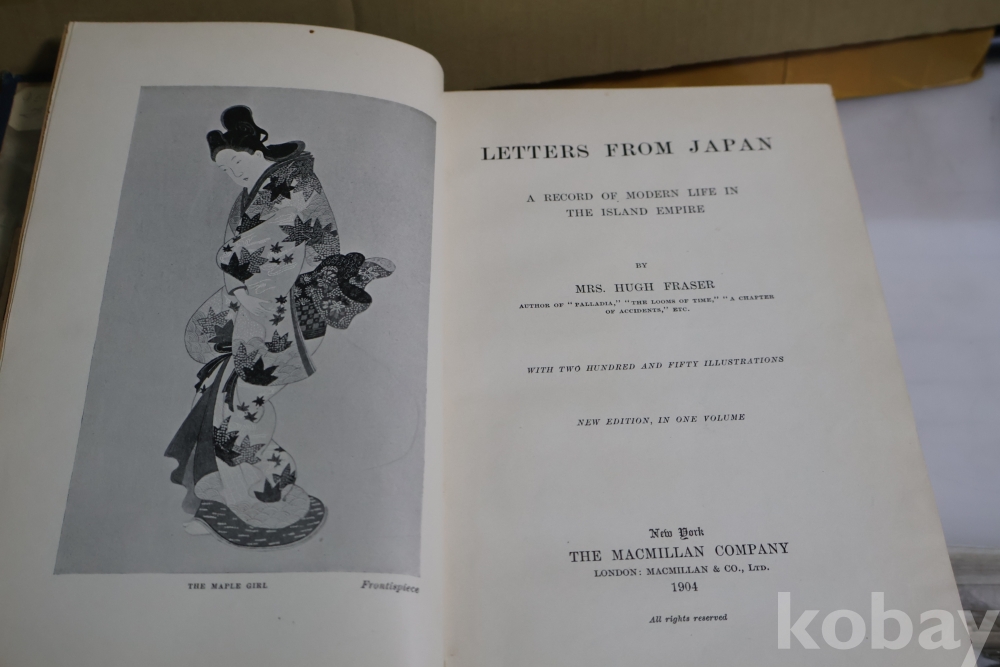 THE MAPLE GIRL
Frontispiece
LETTERS FROM JAPAN
A RECORD OF MODERN LIFE IN
THE ISLAND EMPIRE
BY
MRS. HUGH FRASER
AUTHOR OF "PALLADIA," "THE LOOMS OF TIME," "A CHAPTER
OF ACCIDENTS," ETC.
WITH TWO HUNDRED AND FIFTY ILLUSTRATIONS
NEW EDITION, IN ONE VOLUME
New York
THE MACMILLAN COMPANY
LONDON: MACMILLAN & CO., LTD.
1904
All rights reserved
kobay